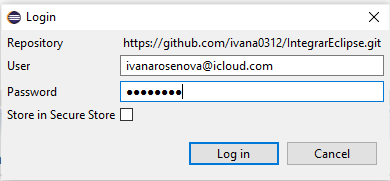 Login
Repository https://github.com/ivana0312/IntegrarEclipse.git
User ivanarosenova@icloud.com
Password ●●●●●●●●
Store in Secure Store
Log in Cancel